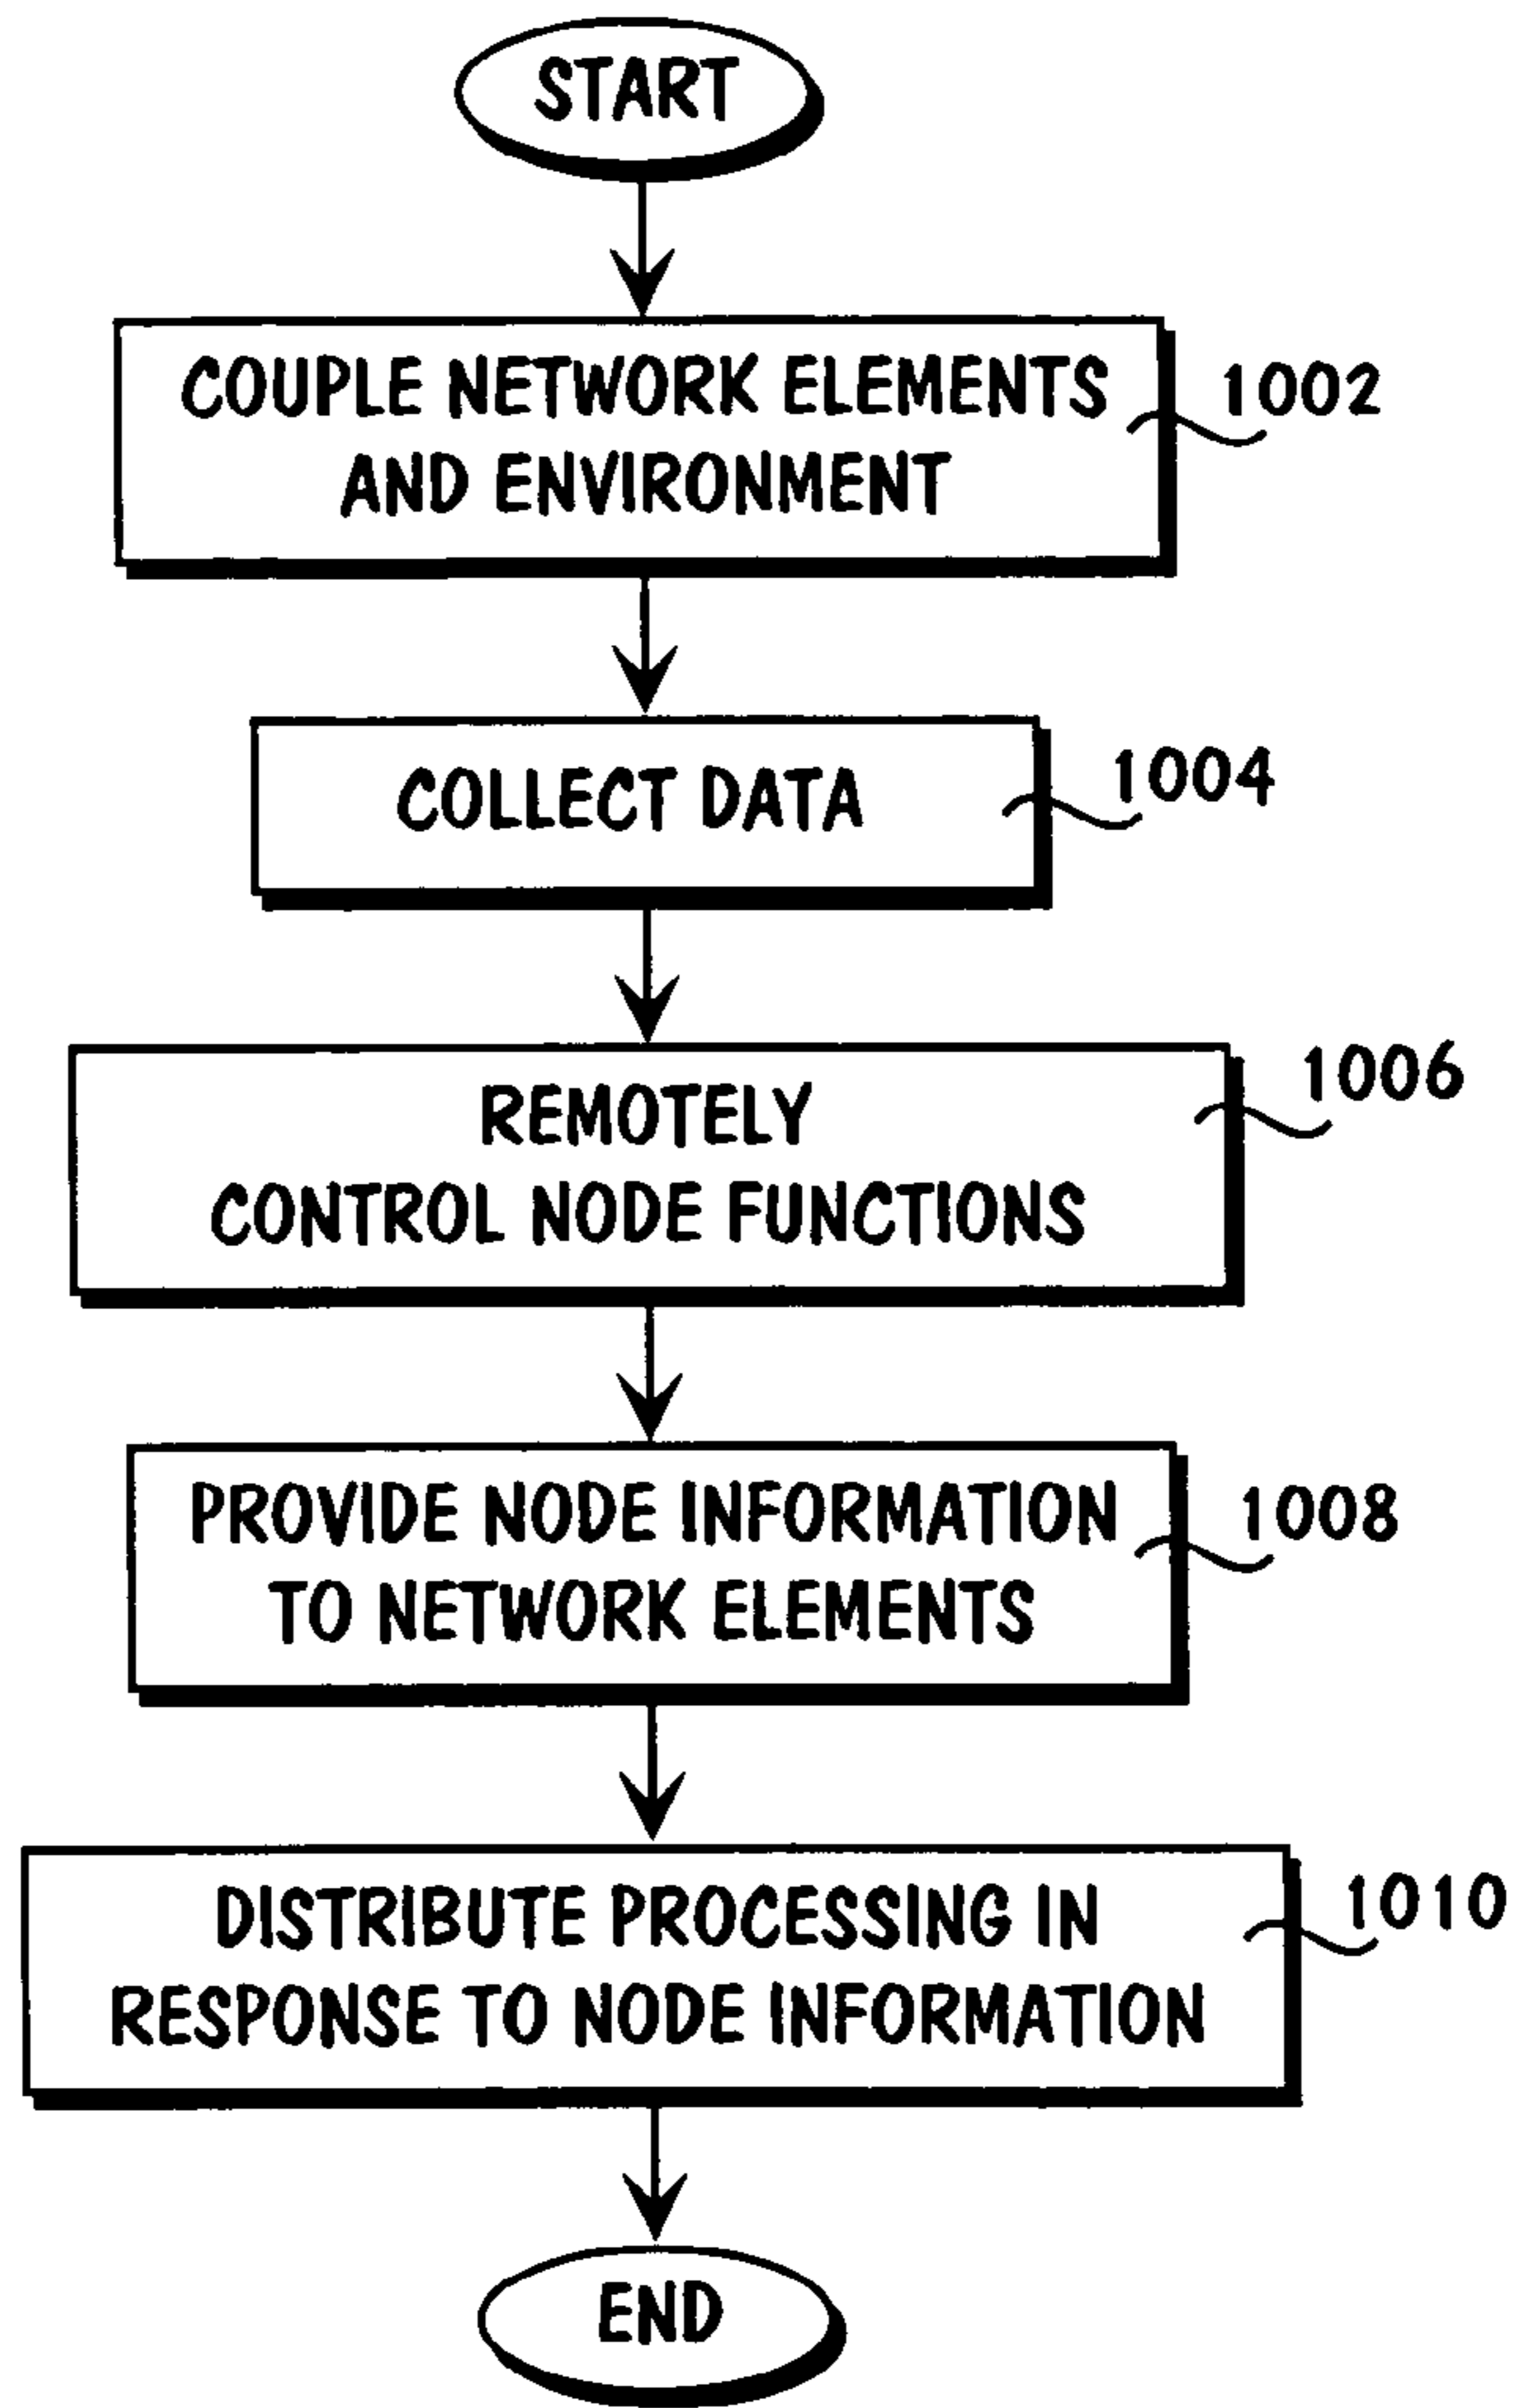 START
COUPLE NETWORK ELEMENTS
AND ENVIRONMENT
1002
COLLECT DATA
1004
REMOTELY
CONTROL NODE FUNCTIONS
1006
PROVIDE NODE INFORMATION
TO NETWORK ELEMENTS
1008
DISTRIBUTE PROCESSING IN
RESPONSE TO NODE INFORMATION
1010
END